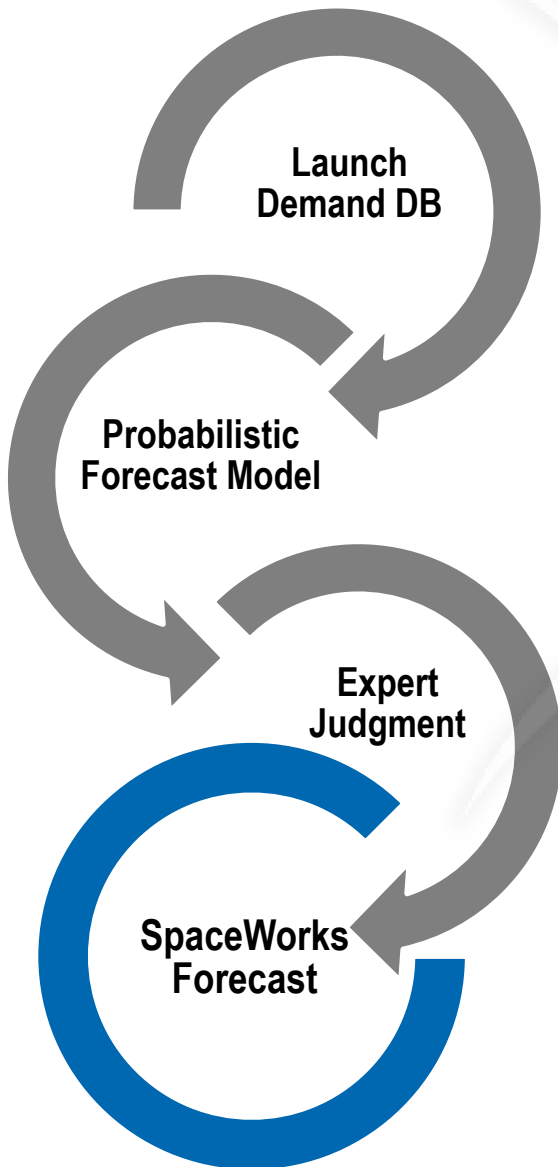 Launch
Demand DB
Probabilistic
Forecast Model
Expert
Judgment
SpaceWorks
Forecast